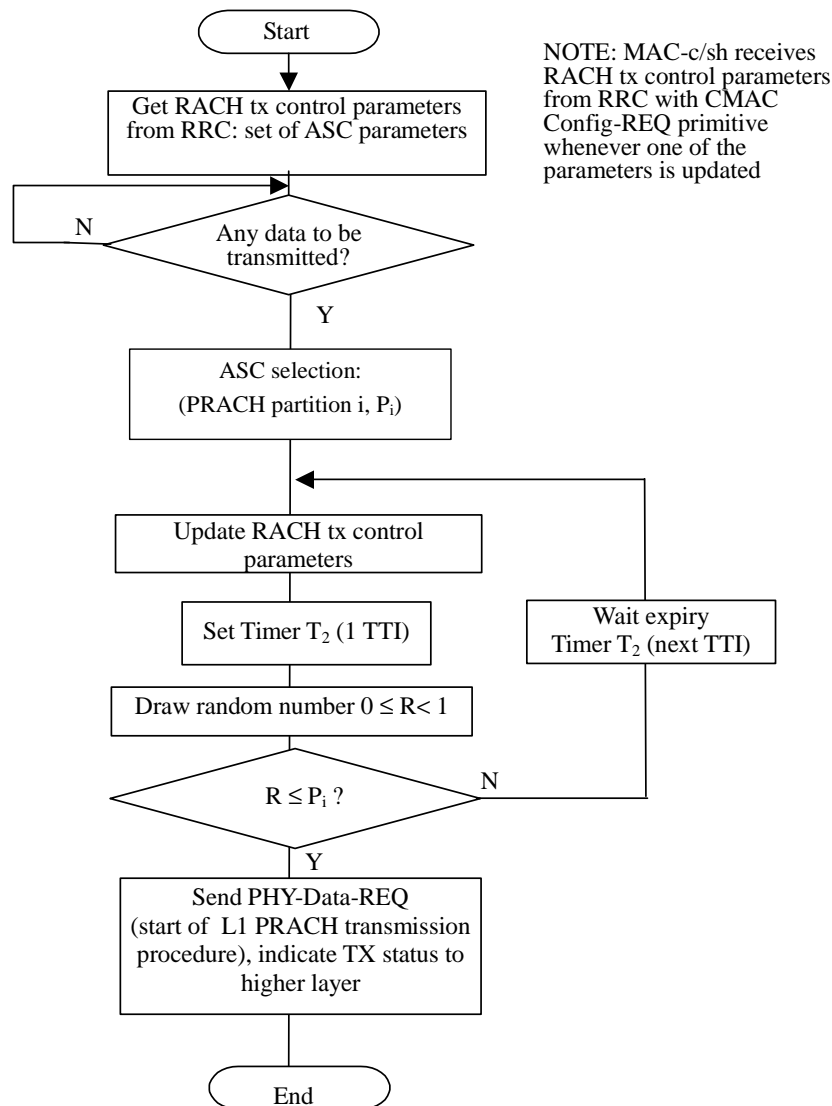 Start
NOTE: MAC-c/sh receives
RACH tx control parameters
from RRC with CMAC
Config-REQ primitive
whenever one of the
parameters is updated
Get RACH tx control parameters
from RRC: set of ASC parameters
N
Any data to be
transmitted?
Y
ASC selection:
(PRACH partition i, Pi)
Update RACH tx control
parameters
Set Timer T2 (1 TTI)
Wait expiry
Timer T2 (next TTI)
Draw random number 0 ≤ R< 1
N
R ≤ Pi ?
Y
Send PHY-Data-REQ
(start of L1 PRACH transmission
procedure), indicate TX status to
higher layer
End